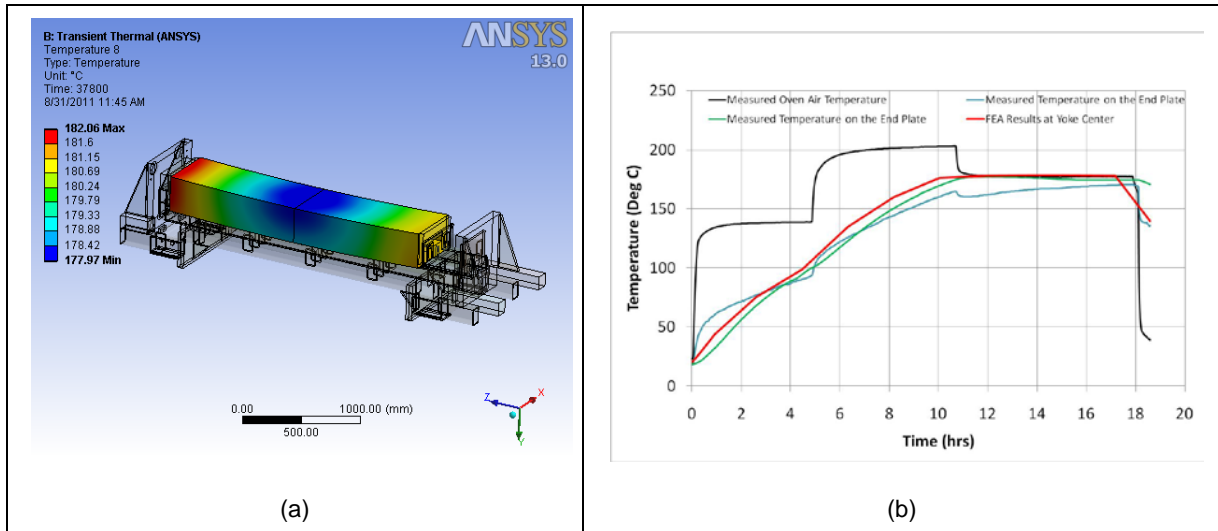 B: Transient Thermal (ANSYS)
Temperature 8
Type: Temperature
Unit: °C
Time: 37800
8/31/2011 11:45 AM
ANSYS
13.0
182.06 Max
181.6
181.15
180.69
180.24
179.79
179.33
178.88
178.42
177.97 Min
0.00
1000.00 (mm)
500.00
Z
X
Y
(a)
Measured Oven Air Temperature
Measured Temperature on the End Plate
Measured Temperature on the End Plate
FEA Results at Yoke Center
250
200
150
100
50
0
Temperature (Deg C)
0 2 4 6 8 10 12 14 16 18 20
Time (hrs)
(b)